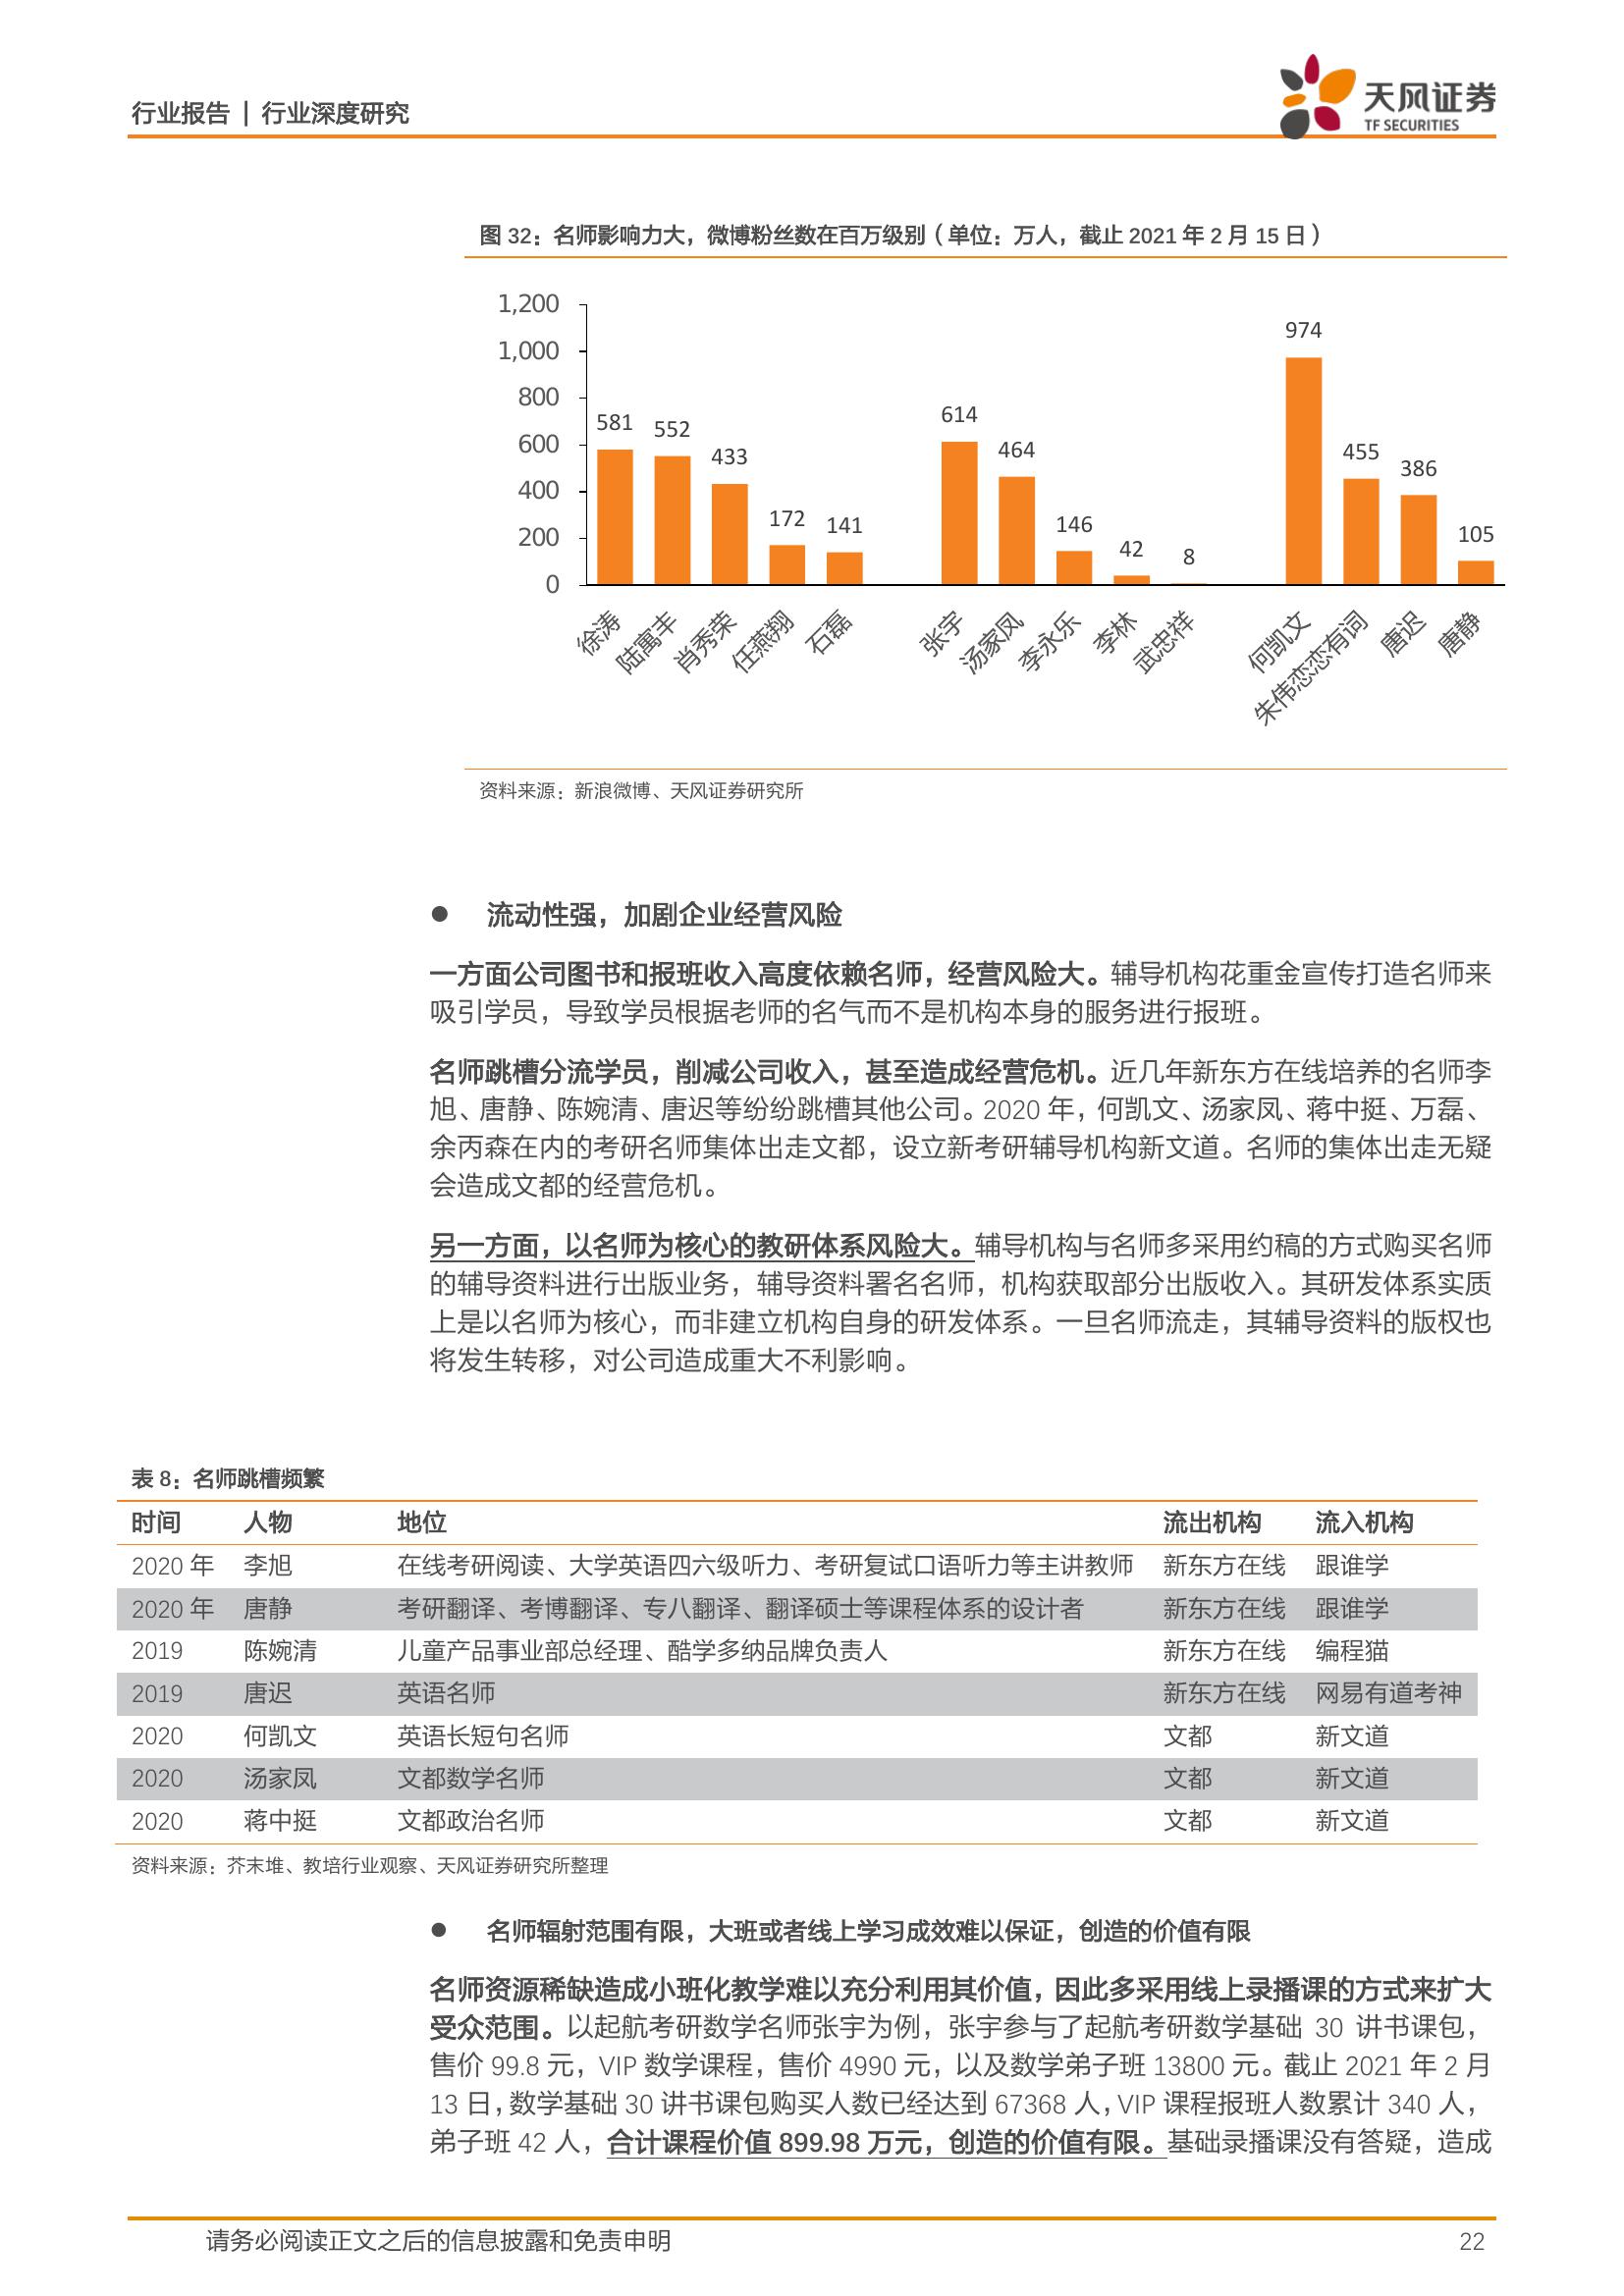 行业报告 | 行业深度研究
天风证券
TF SECURITIES
图 32：名师影响力大，微博粉丝数在百万级别（单位：万人，截止 2021 年 2 月 15 日）
1,200
1,000
800
600
400
200
0
581
552
433
172
141
614
464
146
42
8
974
455
386
105
徐涛
陆寓丰
肖秀荣
任燕翔
石磊
张宇
汤家凤
李永乐
李林
武忠祥
何凯文
朱伟恋恋有词
唐迟
唐静
资料来源：新浪微博、天风证券研究所
● 流动性强，加剧企业经营风险
一方面公司图书和报班收入高度依赖名师，经营风险大。辅导机构花重金宣传打造名师来
吸引学员，导致学员根据老师的名气而不是机构本身的服务进行报班。
名师跳槽分流学员，削减公司收入，甚至造成经营危机。近几年新东方在线培养的名师李
旭、唐静、陈婉清、唐迟等纷纷跳槽其他公司。2020 年，何凯文、汤家凤、蒋中挺、万磊、
余丙森在内的考研名师集体出走文都，设立新考研辅导机构新文道。名师的集体出走无疑
会造成文都的经营危机。
另一方面，以名师为核心的教研体系风险大。辅导机构与名师多采用约稿的方式购买名师
的辅导资料进行出版业务，辅导资料署名名师，机构获取部分出版收入。其研发体系实质
上是以名师为核心，而非建立机构自身的研发体系。一旦名师流走，其辅导资料的版权也
将发生转移，对公司造成重大不利影响。
表 8：名师跳槽频繁
时间 人物 地位 流出机构 流入机构
2020 年 李旭 在线考研阅读、大学英语四六级听力、考研复试口语听力等主讲教师 新东方在线 跟谁学
2020 年 唐静 考研翻译、考博翻译、专八翻译、翻译硕士等课程体系的设计者 新东方在线 跟谁学
2019 陈婉清 儿童产品事业部总经理、酷学多纳品牌负责人 新东方在线 编程猫
2019 唐迟 英语名师 新东方在线 网易有道考神
2020 何凯文 英语长短句名师 文都 新文道
2020 汤家凤 文都数学名师 文都 新文道
2020 蒋中挺 文都政治名师 文都 新文道
资料来源：芥末堆、教培行业观察、天风证券研究所整理
● 名师辐射范围有限，大班或者线上学习成效难以保证，创造的价值有限
名师资源稀缺造成小班化教学难以充分利用其价值，因此多采用线上录播课的方式来扩大
受众范围。以起航考研数学名师张宇为例，张宇参与了起航考研数学基础 30 讲书课包，
售价 99.8 元，VIP 数学课程，售价 4990 元，以及数学弟子班 13800 元。截止 2021 年 2 月
13 日，数学基础 30 讲书课包购买人数已经达到 67368 人，VIP 课程报班人数累计 340 人，
弟子班 42 人，合计课程价值 899.98 万元，创造的价值有限。基础录播课没有答疑，造成
请务必阅读正文之后的信息披露和免责申明
22